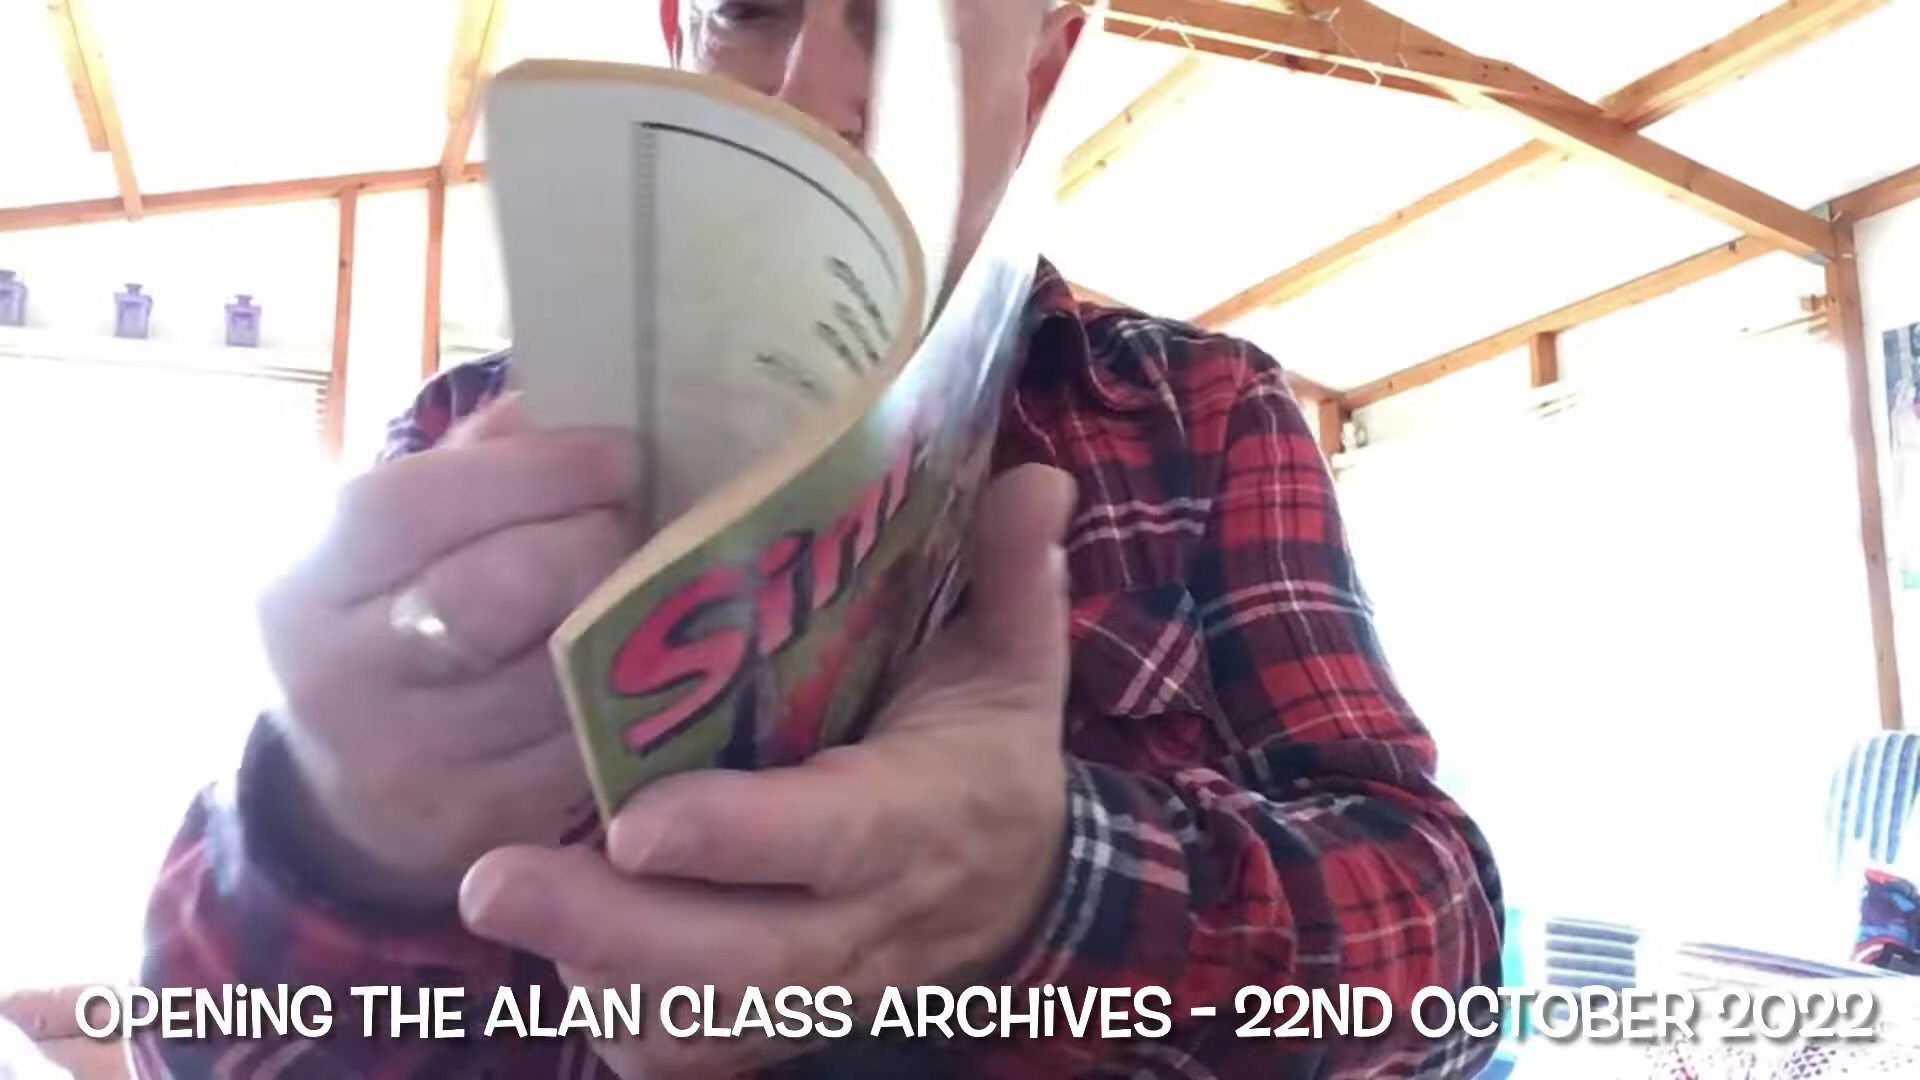 OPENING THE ALAN CLASS ARCHIVES - 22ND OCTOBER 2022